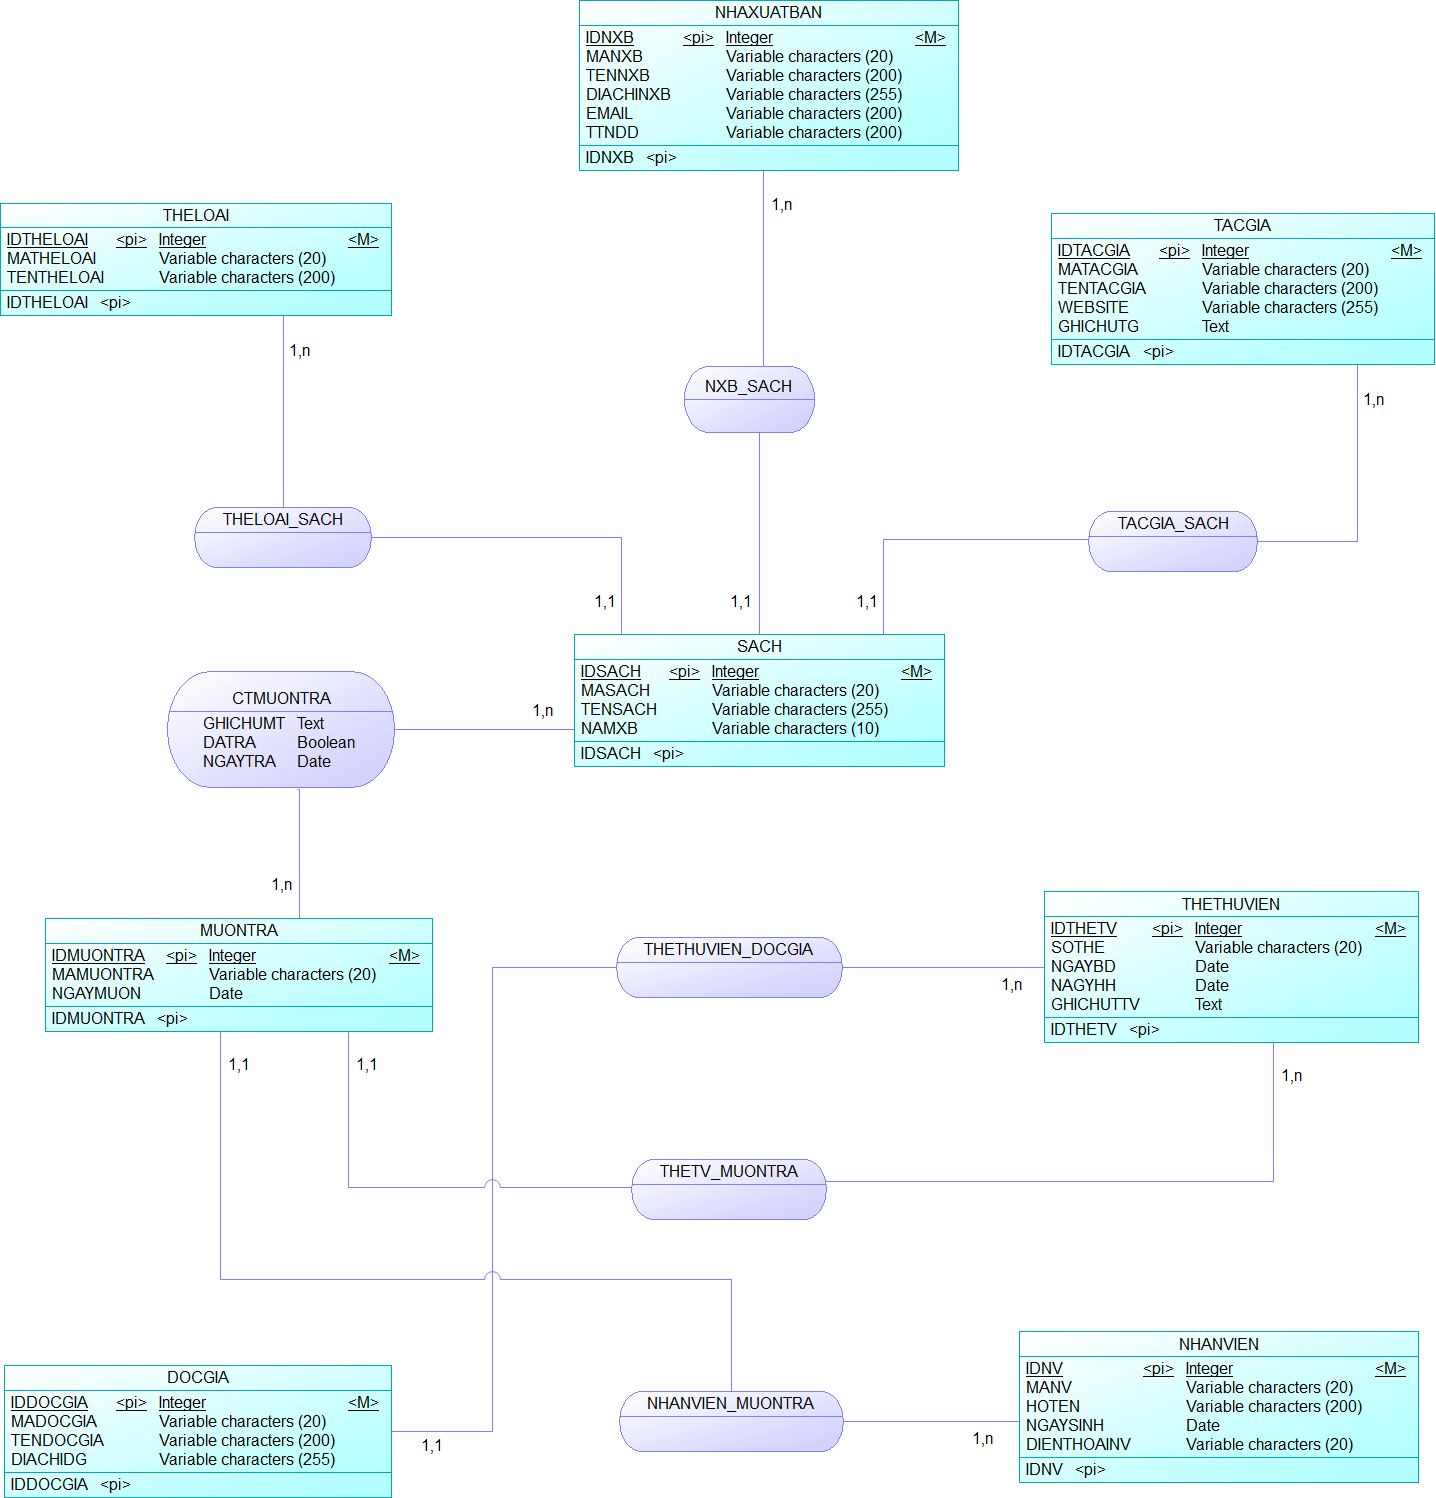 NHAXUATBAN
IDNXB <pi> Integer <M>
MANXB Variable characters (20)
TENNXB Variable characters (200)
DIACHINXB Variable characters (255)
EMAIL Variable characters (200)
TTNDD Variable characters (200)
IDNXB <pi>
1,n
THELOAI
IDTHELOAI <pi> Integer <M>
MATHELOAI Variable characters (20)
TENTHELOAI Variable characters (200)
IDTHELOAI <pi>
1,n
TACGIA
IDTACGIA <pi> Integer <M>
MATACGIA Variable characters (20)
TENTACGIA Variable characters (200)
WEBSITE Variable characters (255)
GHICHUTG Text
IDTACGIA <pi>
1,n
NXB_SACH
THELOAI_SACH
TACGIA_SACH
1,1
1,1
1,1
SACH
IDSACH <pi> Integer <M>
MASACH Variable characters (20)
TENSACH Variable characters (255)
NAMXB Variable characters (10)
IDSACH <pi>
CTMUONTRA
GHICHUMT Text
DATRA Boolean
NGAYTRA Date
1,n
1,n
MUONTRA
IDMUONTRA <pi> Integer <M>
MAMUONTRA Variable characters (20)
NGAYMUON Date
IDMUONTRA <pi>
1,1
1,1
THETHUVIEN_DOCGIA
1,n
THETHUVIEN
IDTHETV <pi> Integer <M>
SOTHE Variable characters (20)
NGAYBD Date
NAGYHH Date
GHICHUTTV Text
IDTHETV <pi>
1,n
THETV_MUONTRA
DOCGIA
IDDOCGIA <pi> Integer <M>
MADOCGIA Variable characters (20)
TENDOCGIA Variable characters (200)
DIACHIDG Variable characters (255)
IDDOCGIA <pi>
1,1
NHANVIEN_MUONTRA
1,n
NHANVIEN
IDNV <pi> Integer <M>
MANV Variable characters (20)
HOTEN Variable characters (200)
NGAYSINH Date
DIENTHOAINV Variable characters (20)
IDNV <pi>